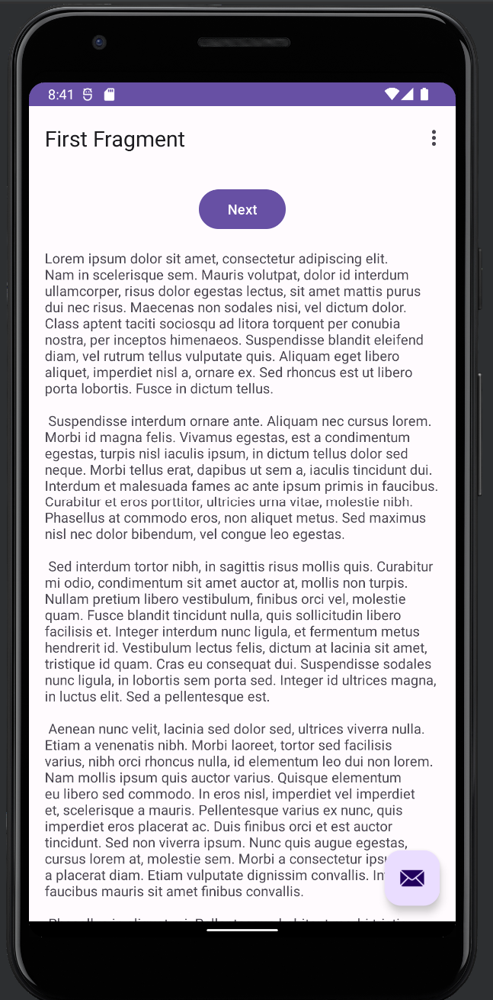 8:41
First Fragment
Next
Lorem ipsum dolor sit amet, consectetur adipiscing elit.
Nam in scelerisque sem. Mauris volutpat, dolor id interdum
ullamcorper, risus dolor egestas lectus, sit amet mattis purus
dui nec risus. Maecenas non sodales nisi, vel dictum dolor.
Class aptent taciti sociosqu ad litora torquent per conubia
nostra, per inceptos himenaeos. Suspendisse blandit eleifend
diam, vel rutrum tellus vulputate quis. Aliquam eget libero
aliquet, imperdiet nisl a, ornare ex. Sed rhoncus est ut libero
porta lobortis. Fusce in dictum tellus.
Suspendisse interdum ornare ante. Aliquam nec cursus lorem.
Morbi id magna felis. Vivamus egestas, est a condimentum
egestas, turpis nisl iaculis ipsum, in dictum tellus dolor sed
neque. Morbi tellus erat, dapibus ut sem a, iaculis tincidunt dui.
Interdum et malesuada fames ac ante ipsum primis in faucibus.
Curabitur et eros porttitor, ultricies urna vitae, molestie nibh.
Phasellus at commodo eros, non aliquet metus. Sed maximus
nisl nec dolor bibendum, vel congue leo egestas.
Sed interdum tortor nibh, in sagittis risus mollis quis. Curabitur
mi odio, condimentum sit amet auctor at, mollis non turpis.
Nullam pretium libero vestibulum, finibus orci vel, molestie
quam. Fusce blandit tincidunt nulla, quis sollicitudin libero
facilisis et. Integer interdum nunc ligula, et fermentum metus
hendrerit id. Vestibulum lectus felis, dictum at lacinia sit amet,
tristique id quam. Cras eu consequat dui. Suspendisse sodales
nunc ligula, in lobortis sem porta sed. Integer id ultrices magna,
in luctus elit. Sed a pellentesque est.
Aenean nunc velit, lacinia sed dolor sed, ultrices viverra nulla.
Etiam a venenatis nibh. Morbi laoreet, tortor sed facilisis
varius, nibh orci rhoncus nulla, id elementum leo dui non lorem.
Nam mollis ipsum quis auctor varius. Quisque elementum
eu libero sed commodo. In eros nisl, imperdiet vel imperdiet
et, scelerisque a mauris. Pellentesque varius ex nunc, quis
imperdiet eros placerat ac. Duis finibus orci et est auctor
tincidunt. Sed non viverra ipsum. Nunc quis augue egestas,
cursus lorem at, molestie sem. Morbi a consectetur
a placerat diam. Etiam vulputate dignissim convallis.
faucibus mauris sit amet finibus convallis.